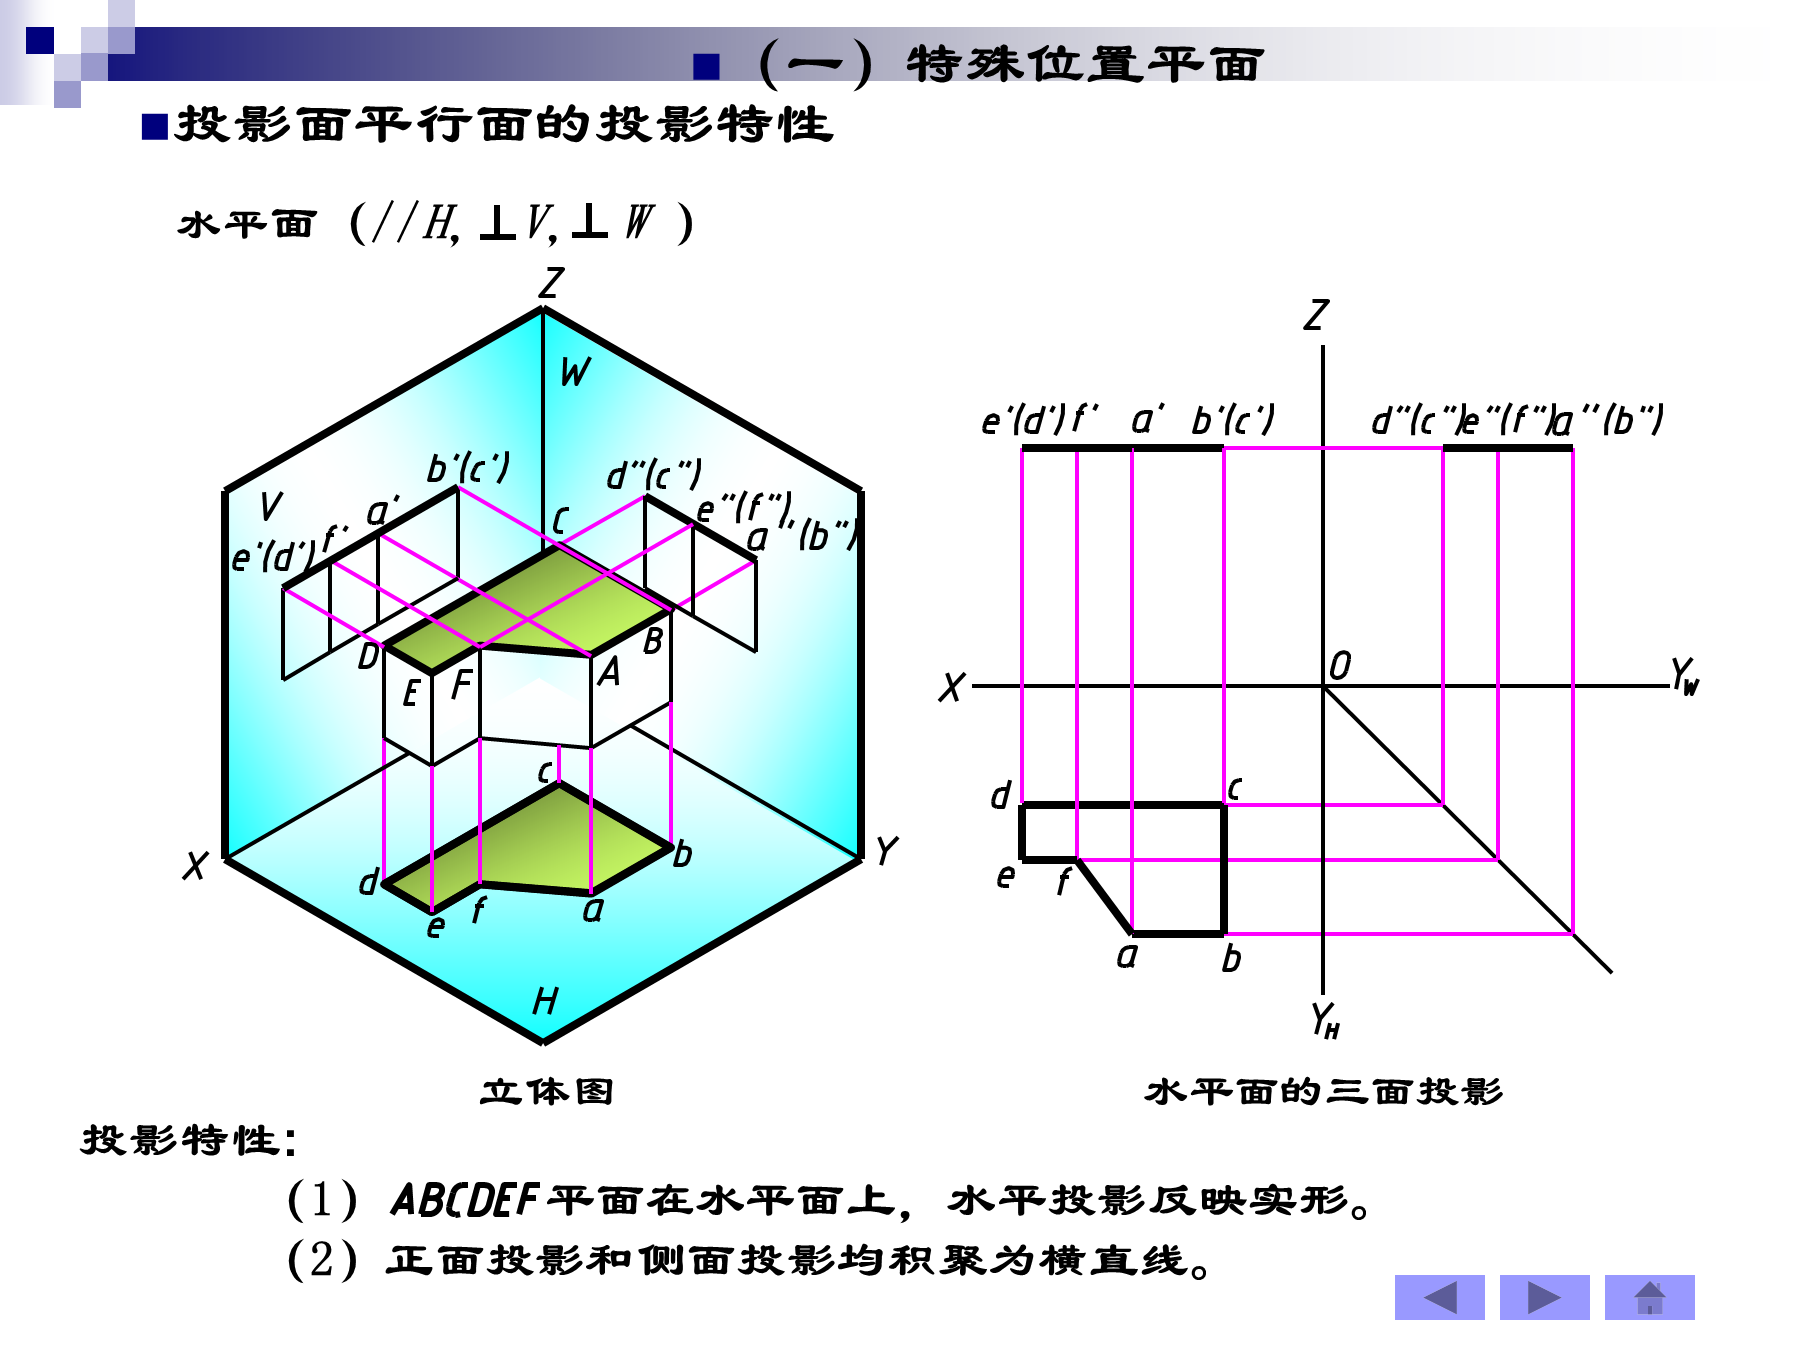 （一）特殊位置平面
投影面平行面的投影特性
水平面（//H, ⊥V, ⊥ W ）
Z
W
V
b'(c')
a'
f'
e'(d')
d''(c'')
e''(f'')
a''(b'')
C
D
E
F
A
B
c
d
e
f
a
b
X
Y
H
立体图
Z
e'(d')
f'
a'
b'(c')
d''(c'')
e''(f'')
a''(b'')
X
O
Yw
d
c
e
f
a
b
YH
水平面的三面投影
投影特性:
（1）ABCDEF平面在水平面上，水平投影反映实形。
（2）正面投影和侧面投影均积聚为横直线。